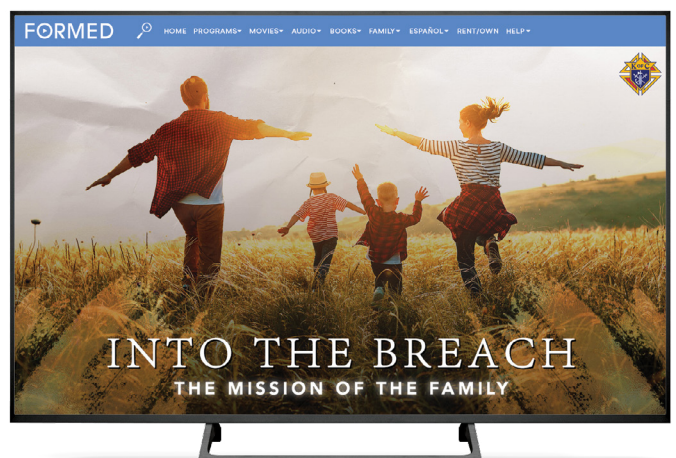 FORMED HOME PROGRAMS MOVIES AUDIO BOOKS FAMILY ESPAÑOL RENT/OWN HELP
K OF C
INTO THE BREACH
THE MISSION OF THE FAMILY